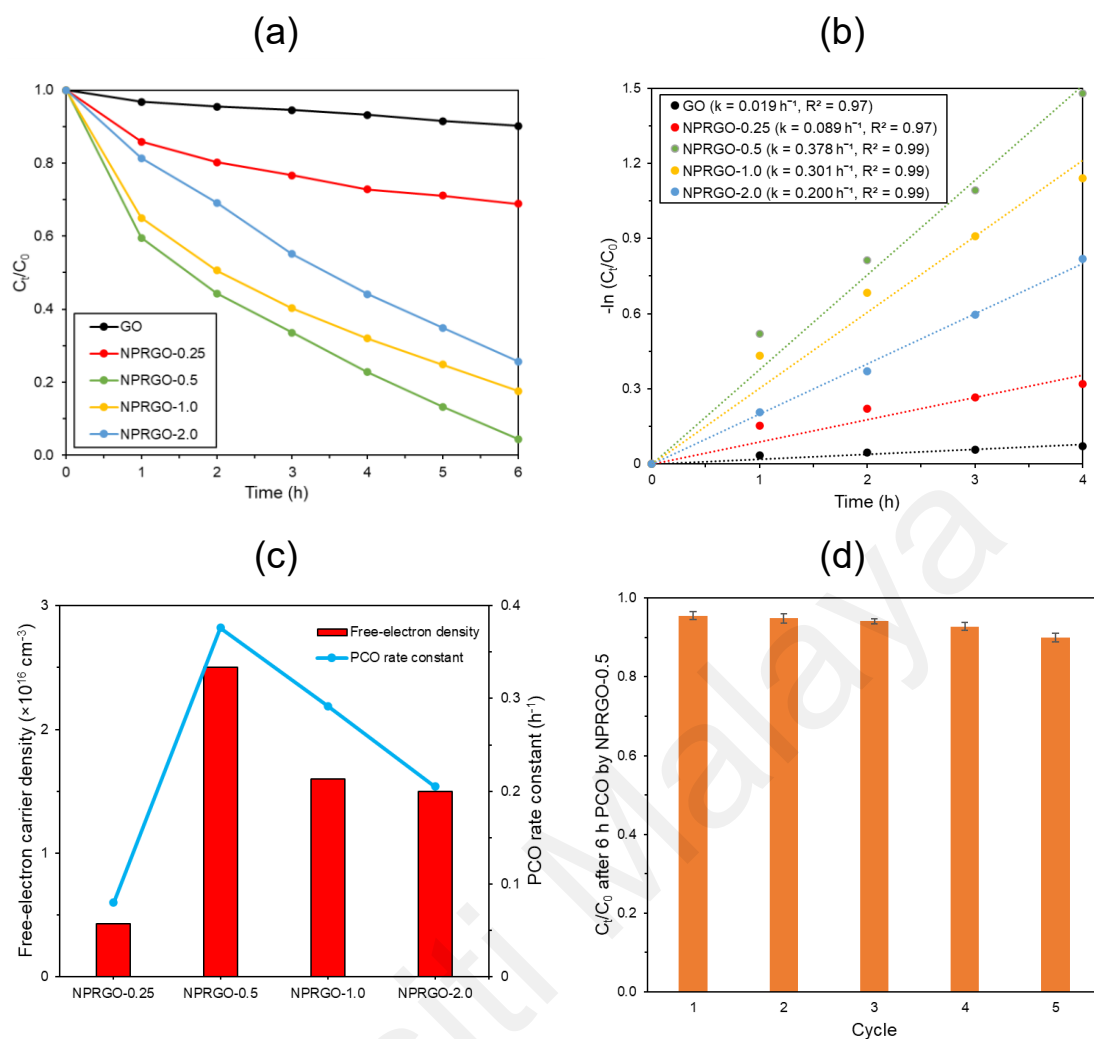 (a)
1.0
0.8
0.6
0.4
0.2
0.0
Cₜ/C₀
GO
NPRGO-0.25
NPRGO-0.5
NPRGO-1.0
NPRGO-2.0
0 1 2 3 4 5 6
Time (h)
(b)
1.5
1.2
0.9
0.6
0.3
0
-ln (Cₜ/C₀)
GO (k = 0.019 h⁻¹, R² = 0.97)
NPRGO-0.25 (k = 0.089 h⁻¹, R² = 0.97)
NPRGO-0.5 (k = 0.378 h⁻¹, R² = 0.99)
NPRGO-1.0 (k = 0.301 h⁻¹, R² = 0.99)
NPRGO-2.0 (k = 0.200 h⁻¹, R² = 0.99)
0 1 2 3 4
Time (h)
(c)
3
2
1
0
Free-electron carrier density (×10¹⁶ cm⁻³)
Free-electron density
PCO rate constant
0.4
0.3
0.2
0.1
0
PCO rate constant (h⁻¹)
NPRGO-0.25 NPRGO-0.5 NPRGO-1.0 NPRGO-2.0
(d)
1.0
0.8
0.6
0.4
0.2
0.0
Cₜ/C₀ after 6 h PCO by NPRGO-0.5
1 2 3 4 5
Cycle
Malaya